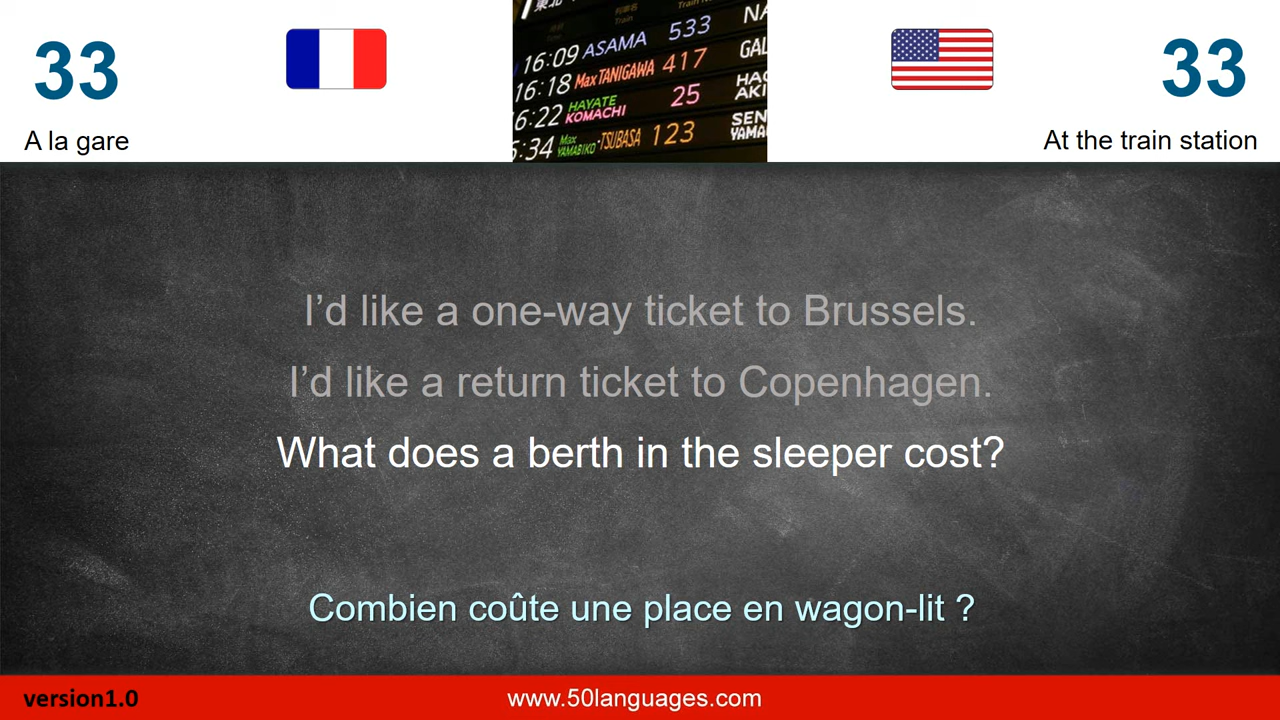 33
33
A la gare
At the train station
16:09 ASAMA 533
16:18 Max TANIGAWA 417
6:22 HAYATE KOMACHI 25
:34 Max YAMABIKO·TSUBASA 123
I’d like a one-way ticket to Brussels.
I’d like a return ticket to Copenhagen.
What does a berth in the sleeper cost?
Combien coûte une place en wagon-lit ?
version1.0
www.50languages.com